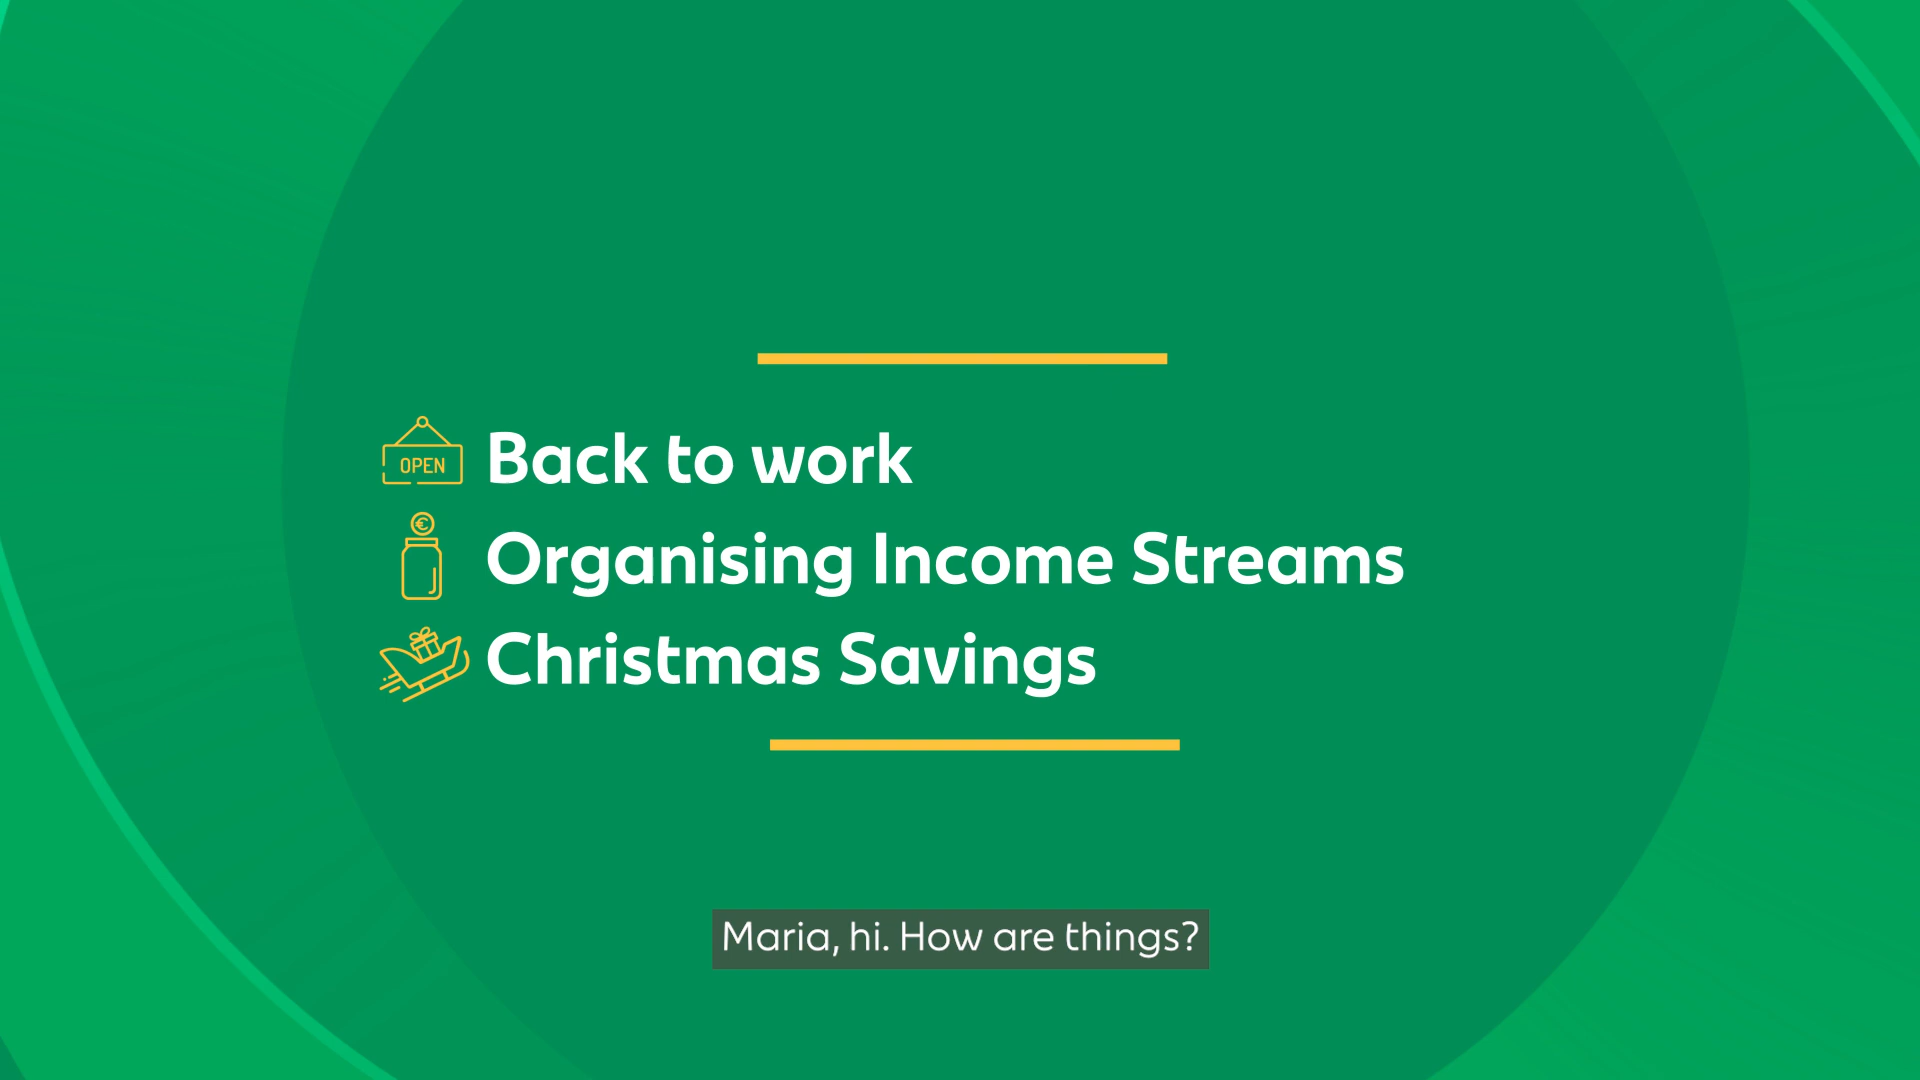 OPEN
Back to work
€
Organising Income Streams
Christmas Savings
Maria, hi. How are things?